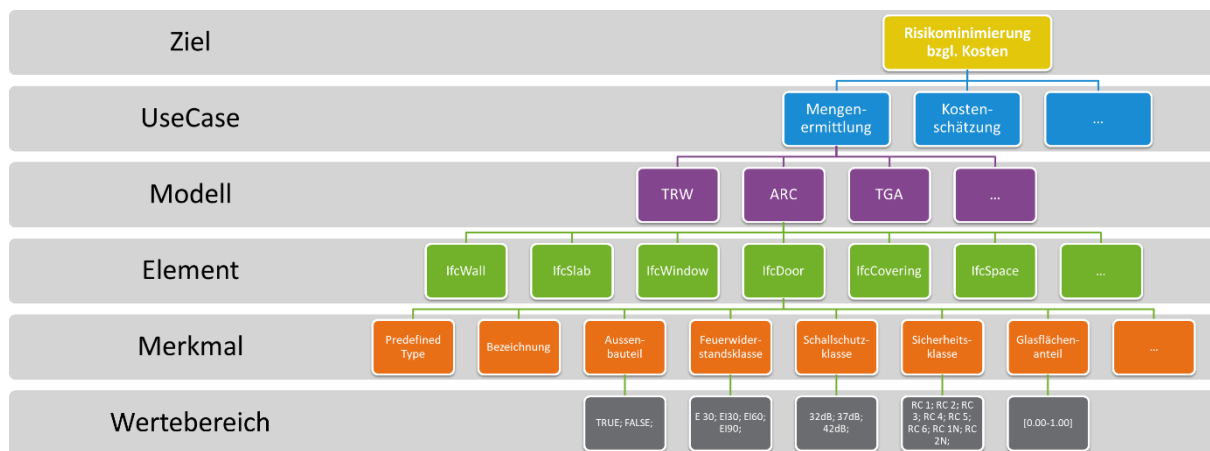 Ziel
Risikominimierung
bzgl. Kosten
UseCase
Mengen-
ermittlung
Kosten-
schätzung
...
Modell
TRW
ARC
TGA
...
Element
IfcWall
IfcSlab
IfcWindow
IfcDoor
IfcCovering
IfcSpace
...
Merkmal
Predefined
Type
Bezeichnung
Aussen-
bauteil
Feuerwider-
standsklasse
Schallschutz-
klasse
Sicherheits-
klasse
Glasflächen-
anteil
...
Wertebereich
TRUE; FALSE;
E 30; EI30; EI60;
EI90;
32dB; 37dB;
42dB;
RC 1; RC 2; RC
3; RC 4; RC 5;
RC 6; RC 1N; RC
2N;
[0.00-1.00]